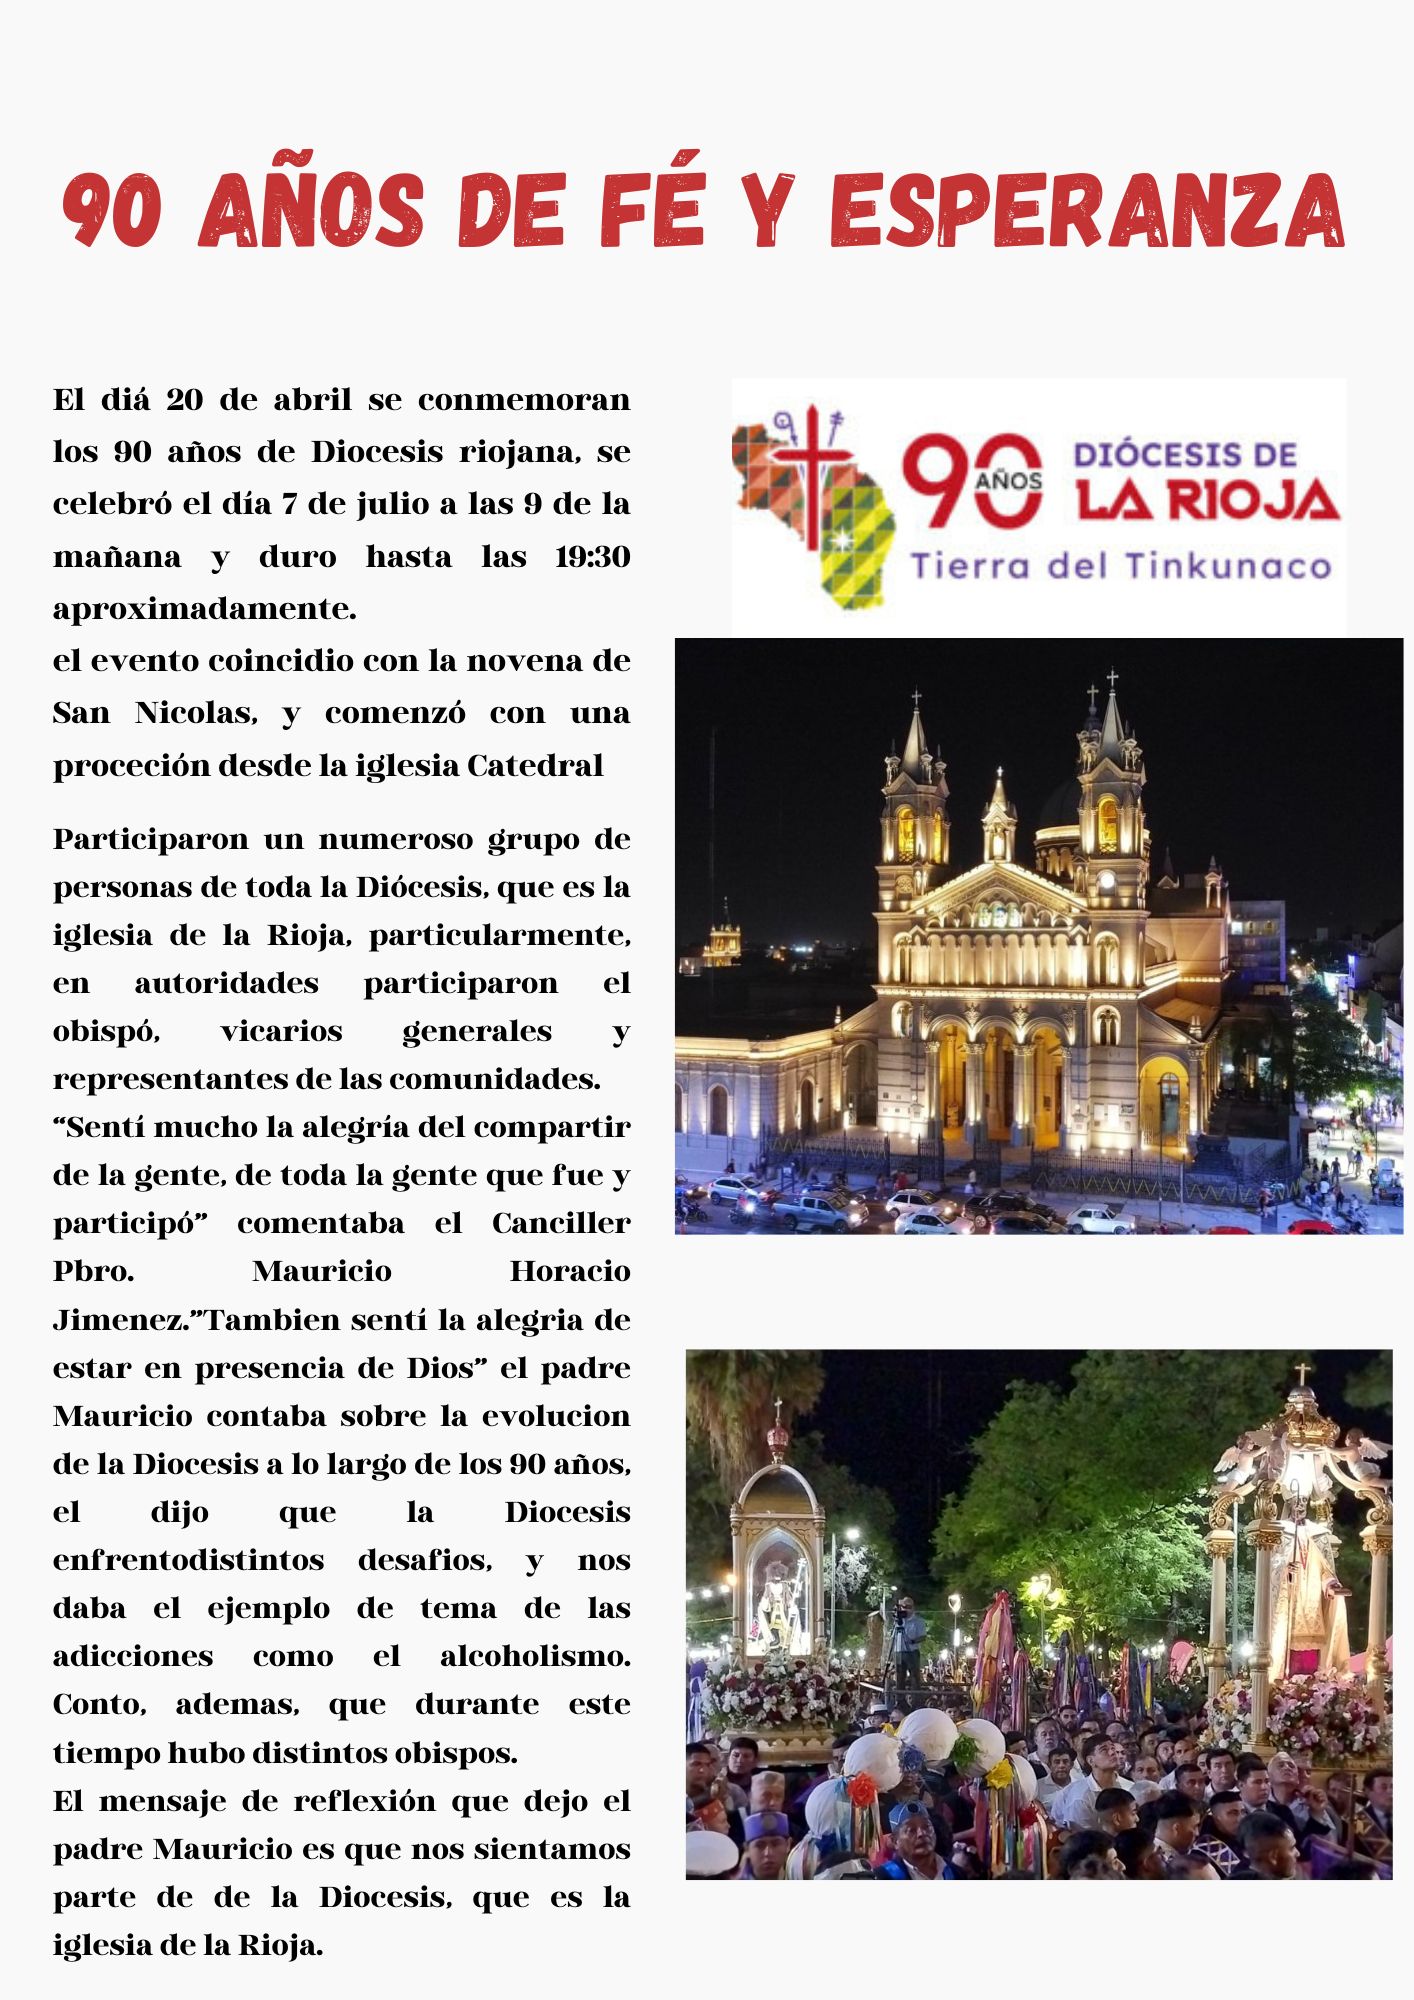 90 AÑOS DE FÉ Y ESPERANZA
El diá 20 de abril se conmemoran
los 90 años de Diocesis riojana, se
celebró el día 7 de julio a las 9 de la
mañana y duro hasta las 19:30
aproximadamente.
el evento coincidio con la novena de
San Nicolas, y comenzó con una
proceción desde la iglesia Catedral
Participaron un numeroso grupo de
personas de toda la Diócesis, que es la
iglesia de la Rioja, particularmente,
en autoridades participaron el
obispó, vicarios generales y
representantes de las comunidades.
“Sentí mucho la alegría del compartir
de la gente, de toda la gente que fue y
participó” comentaba el Canciller
Pbro. Mauricio Horacio
Jimenez.”Tambien sentí la alegria de
estar en presencia de Dios” el padre
Mauricio contaba sobre la evolucion
de la Diocesis a lo largo de los 90 años,
el dijo que la Diocesis
enfrentodistintos desafios, y nos
daba el ejemplo de tema de las
adicciones como el alcoholismo.
Conto, ademas, que durante este
tiempo hubo distintos obispos.
El mensaje de reflexión que dejo el
padre Mauricio es que nos sientamos
parte de de la Diocesis, que es la
iglesia de la Rioja.
90 AÑOS
DIÓCESIS DE
LA RIOJA
Tierra del Tinkunaco